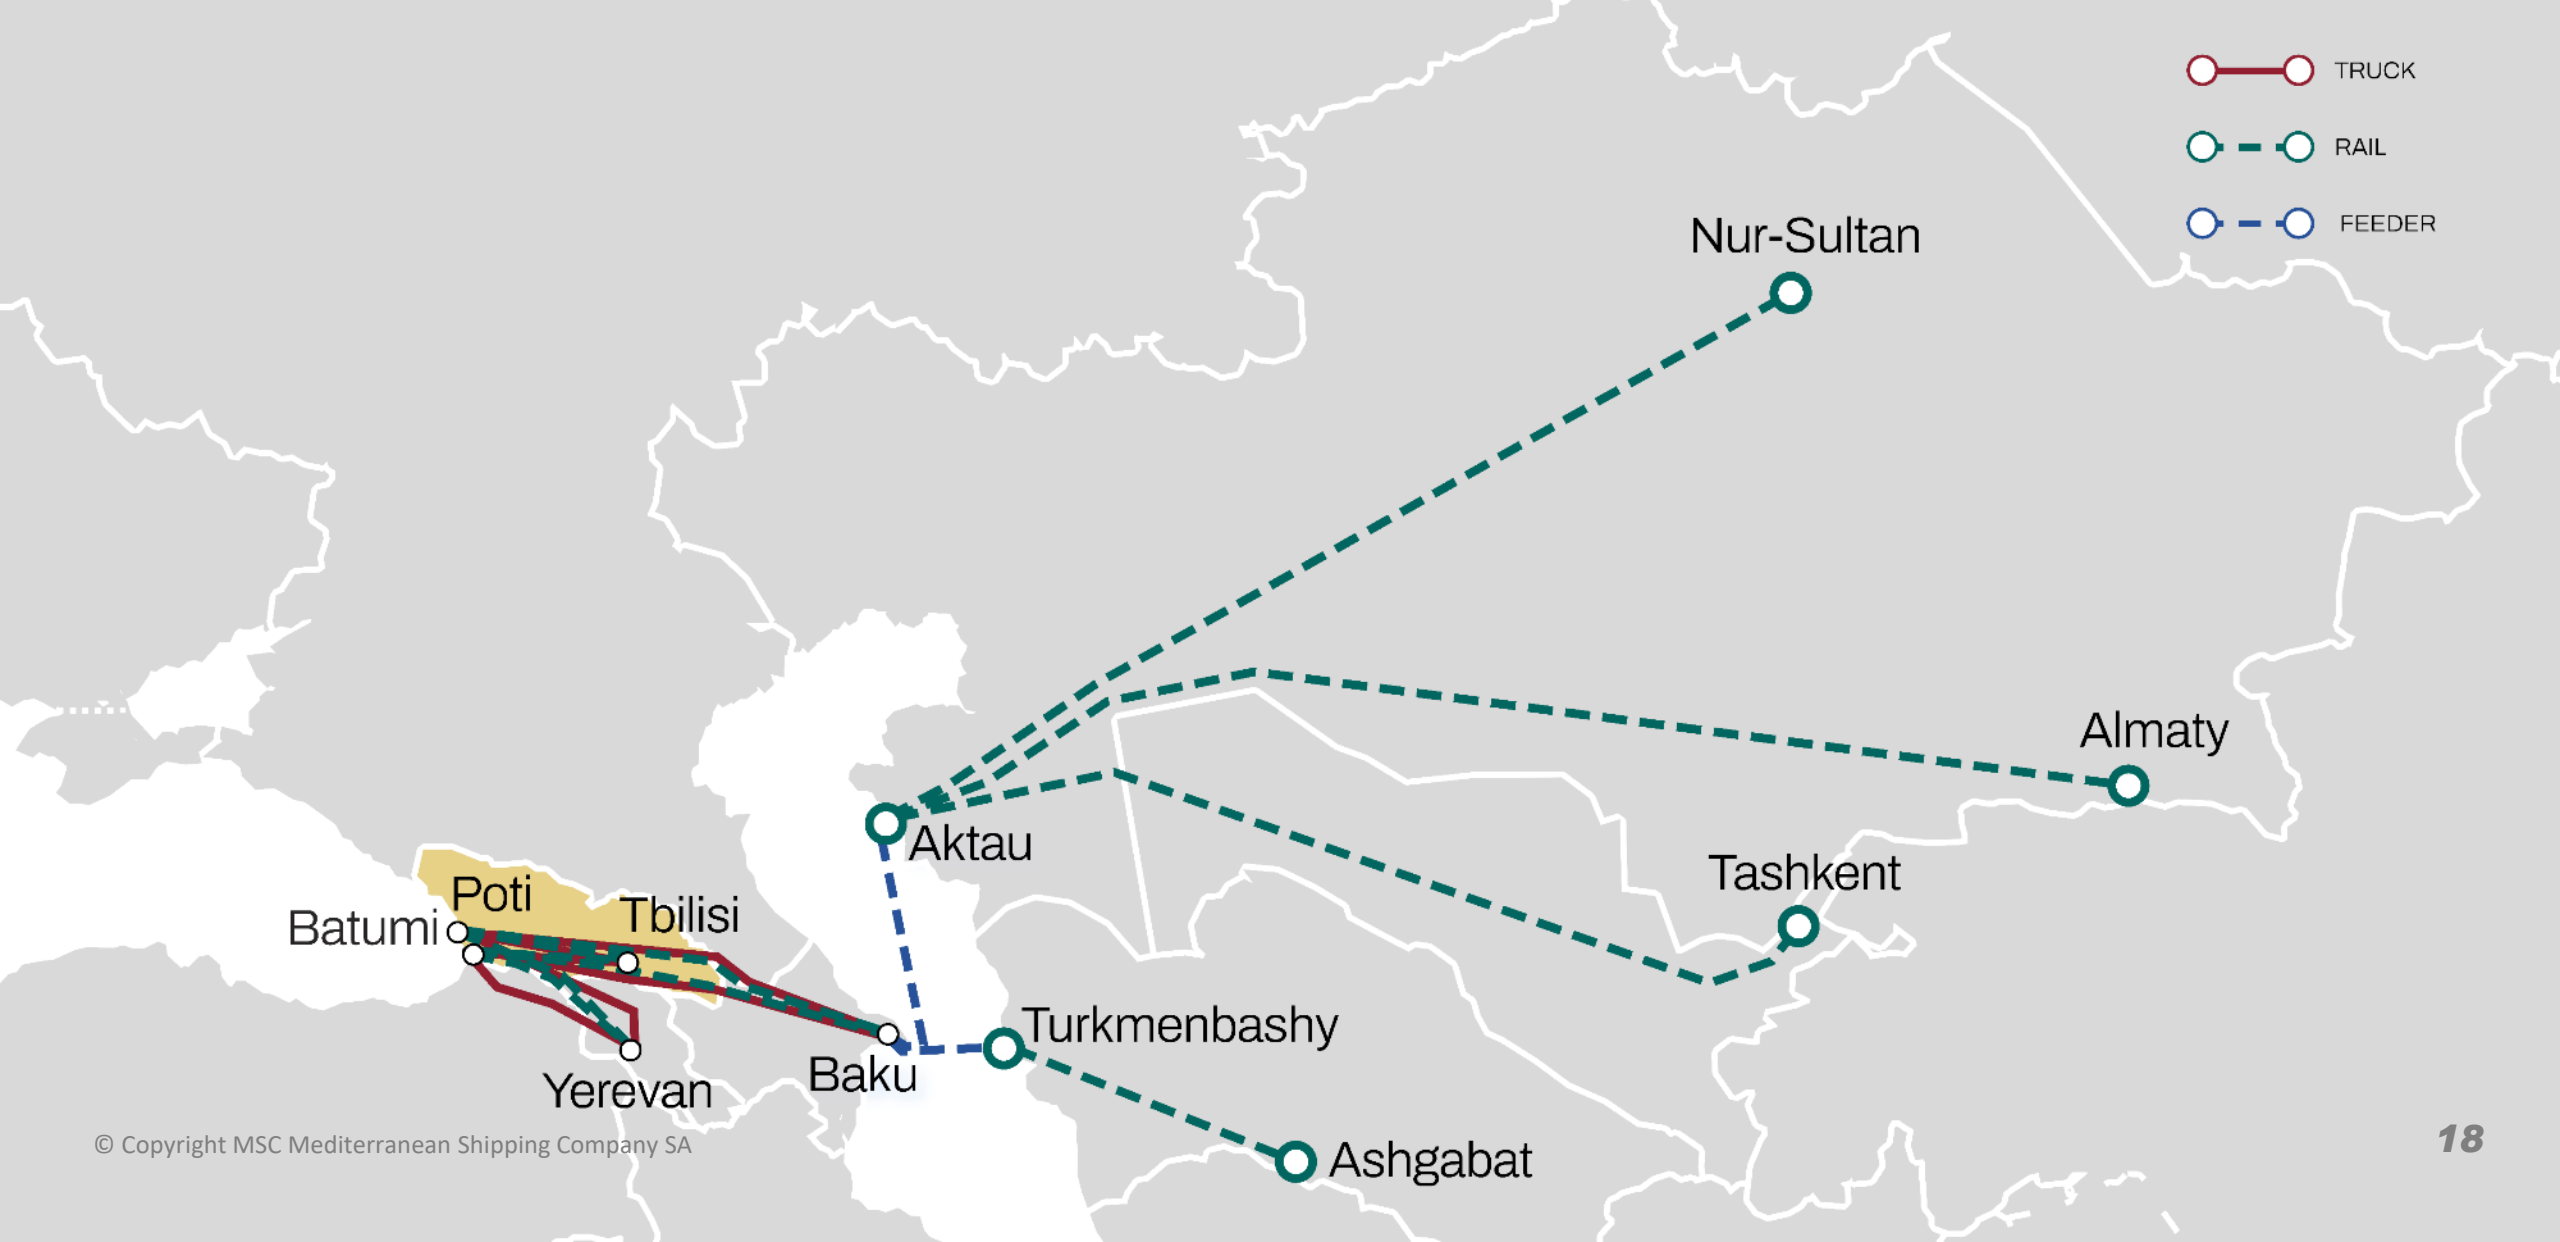 TRUCK
RAIL
FEEDER
Nur-Sultan
Almaty
Aktau
Tashkent
Poti
Tbilisi
Batumi
Turkmenbashy
Baku
Yerevan
Ashgabat
© Copyright MSC Mediterranean Shipping Company SA
18